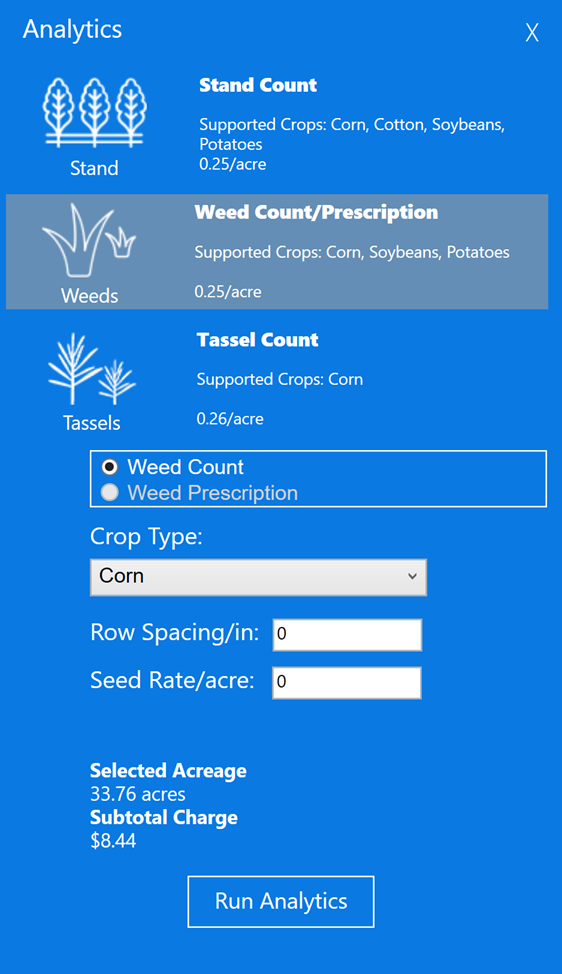 Analytics
X
Stand Count
Supported Crops: Corn, Cotton, Soybeans,
Potatoes
0.25/acre
Stand
Weed Count/Prescription
Supported Crops: Corn, Soybeans, Potatoes
0.25/acre
Weeds
Tassel Count
Supported Crops: Corn
0.26/acre
Tassels
Weed Count
Weed Prescription
Crop Type:
Corn
Row Spacing/in: 0
Seed Rate/acre: 0
Selected Acreage
33.76 acres
Subtotal Charge
$8.44
Run Analytics